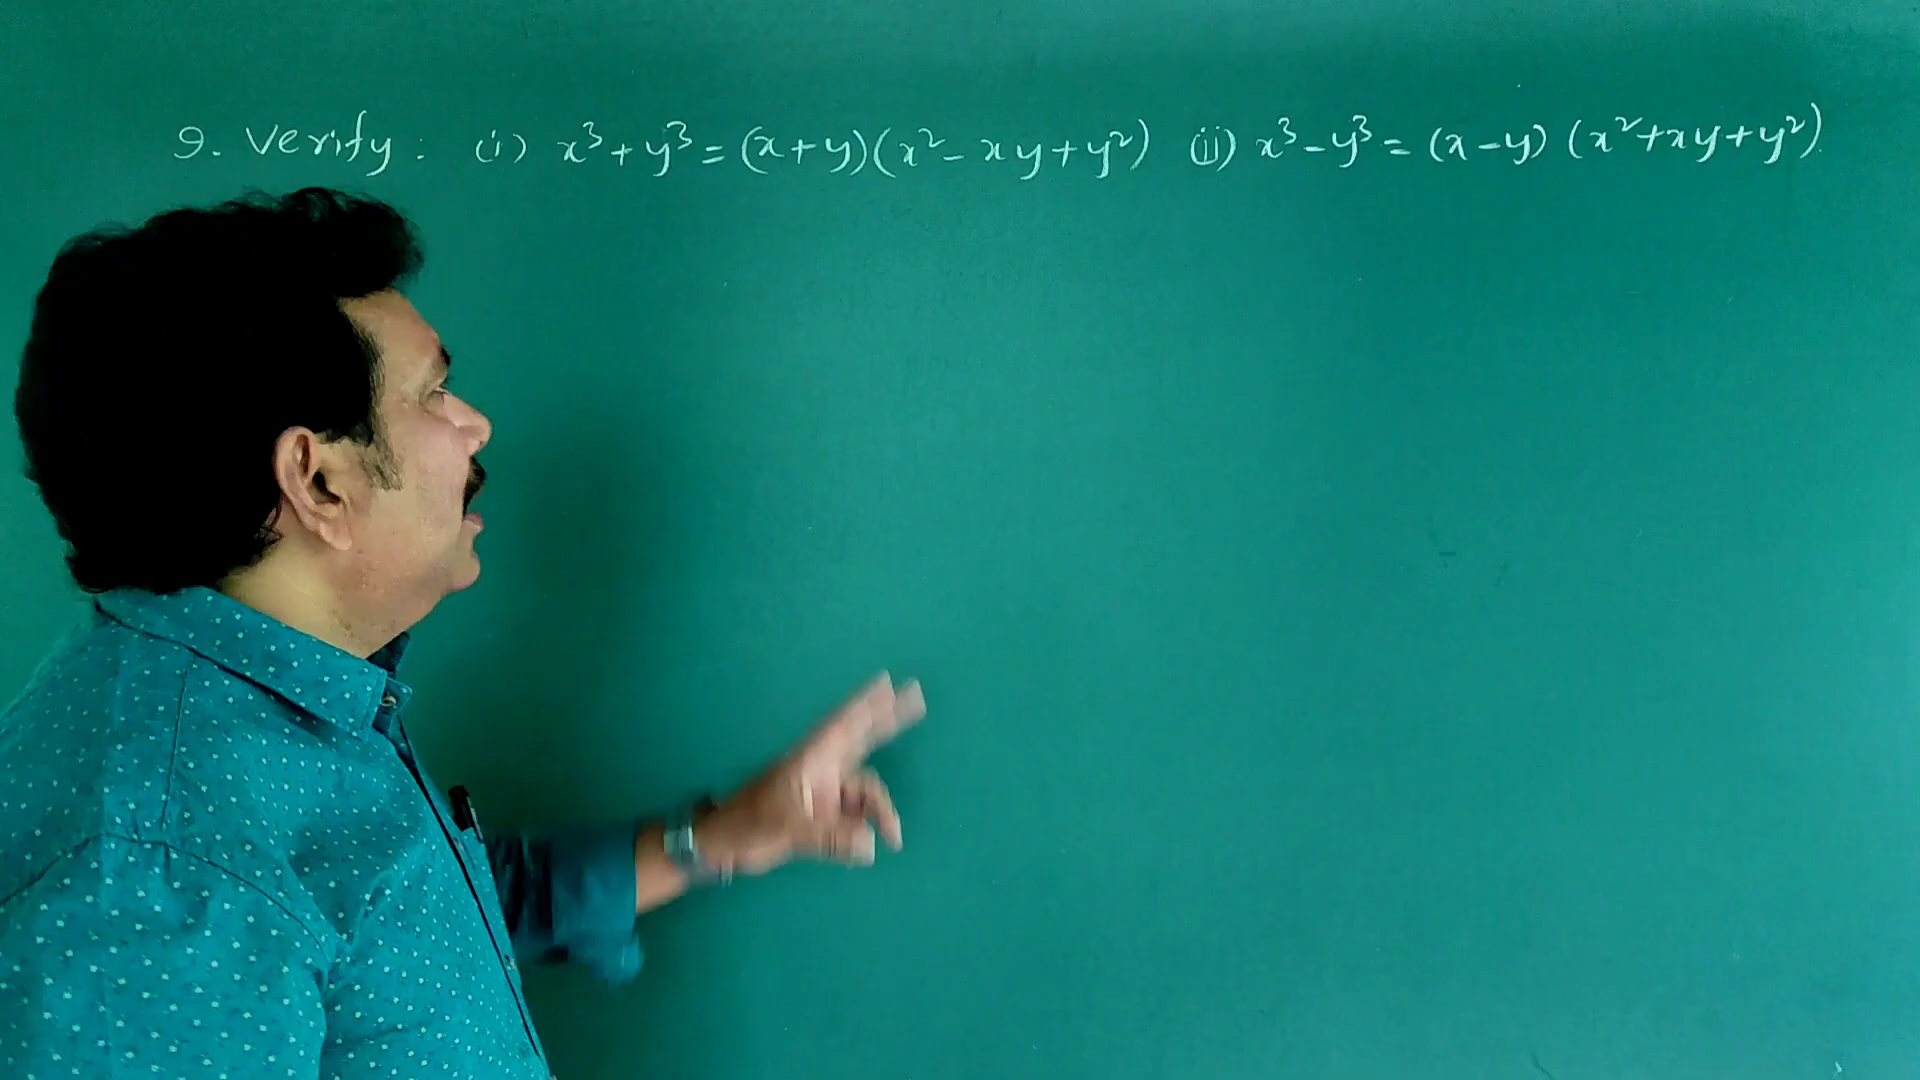 9. Verify : (i) x³+y³=(x+y)(x²-xy+y²) (ii) x³-y³=(x-y)(x²+xy+y²).